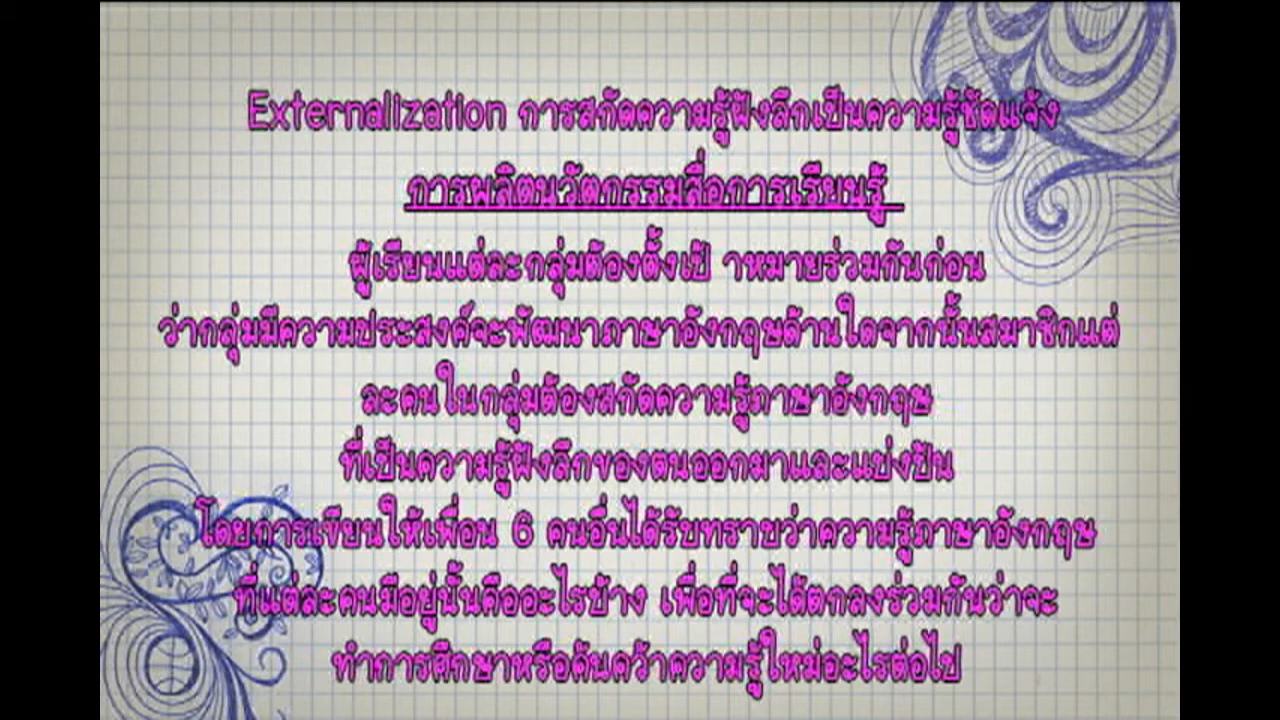 Externalization การสกัดความรู้ฝังลึกเป็นความรู้ชัดแจ้ง
การผลิตนวัตกรรมสื่อการเรียนรู้
ผู้เรียนแต่ละกลุ่มต้องตั้งเป้ าหมายร่วมกันก่อน
ว่ากลุ่มมีความประสงค์จะพัฒนาภาษาอังกฤษด้านใดจากนั้นสมาชิกแต่
ละคนในกลุ่มต้องสกัดความรู้ภาษาอังกฤษ
ที่เป็นความรู้ฝังลึกของตนออกมาและแบ่งปัน
โดยการเขียนให้เพื่อน 6 คนอื่นได้รับทราบว่าความรู้ภาษาอังกฤษ
ที่แต่ละคนมีอยู่นั้นคืออะไรบ้าง เพื่อที่จะได้ตกลงร่วมกันว่าจะ
ทำการศึกษาหรือค้นคว้าความรู้ใหม่อะไรต่อไป